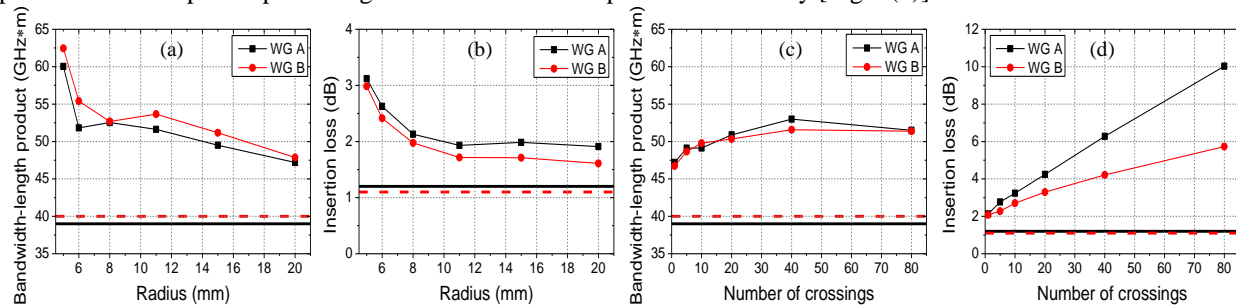 (a)
WG A
WG B
Bandwidth-length product (GHz*m)
65
60
55
50
45
40
35
6 8 10 12 14 16 18 20
Radius (mm)
(b)
WG A
WG B
Insertion loss (dB)
4
3
2
1
0
6 8 10 12 14 16 18 20
Radius (mm)
(c)
WG A
WG B
Bandwidth-length product (GHz*m)
65
60
55
50
45
40
35
0 10 20 30 40 50 60 70 80
Number of crossings
(d)
WG A
WG B
Insertion loss (dB)
12
10
8
6
4
2
0
0 10 20 30 40 50 60 70 80
Number of crossings